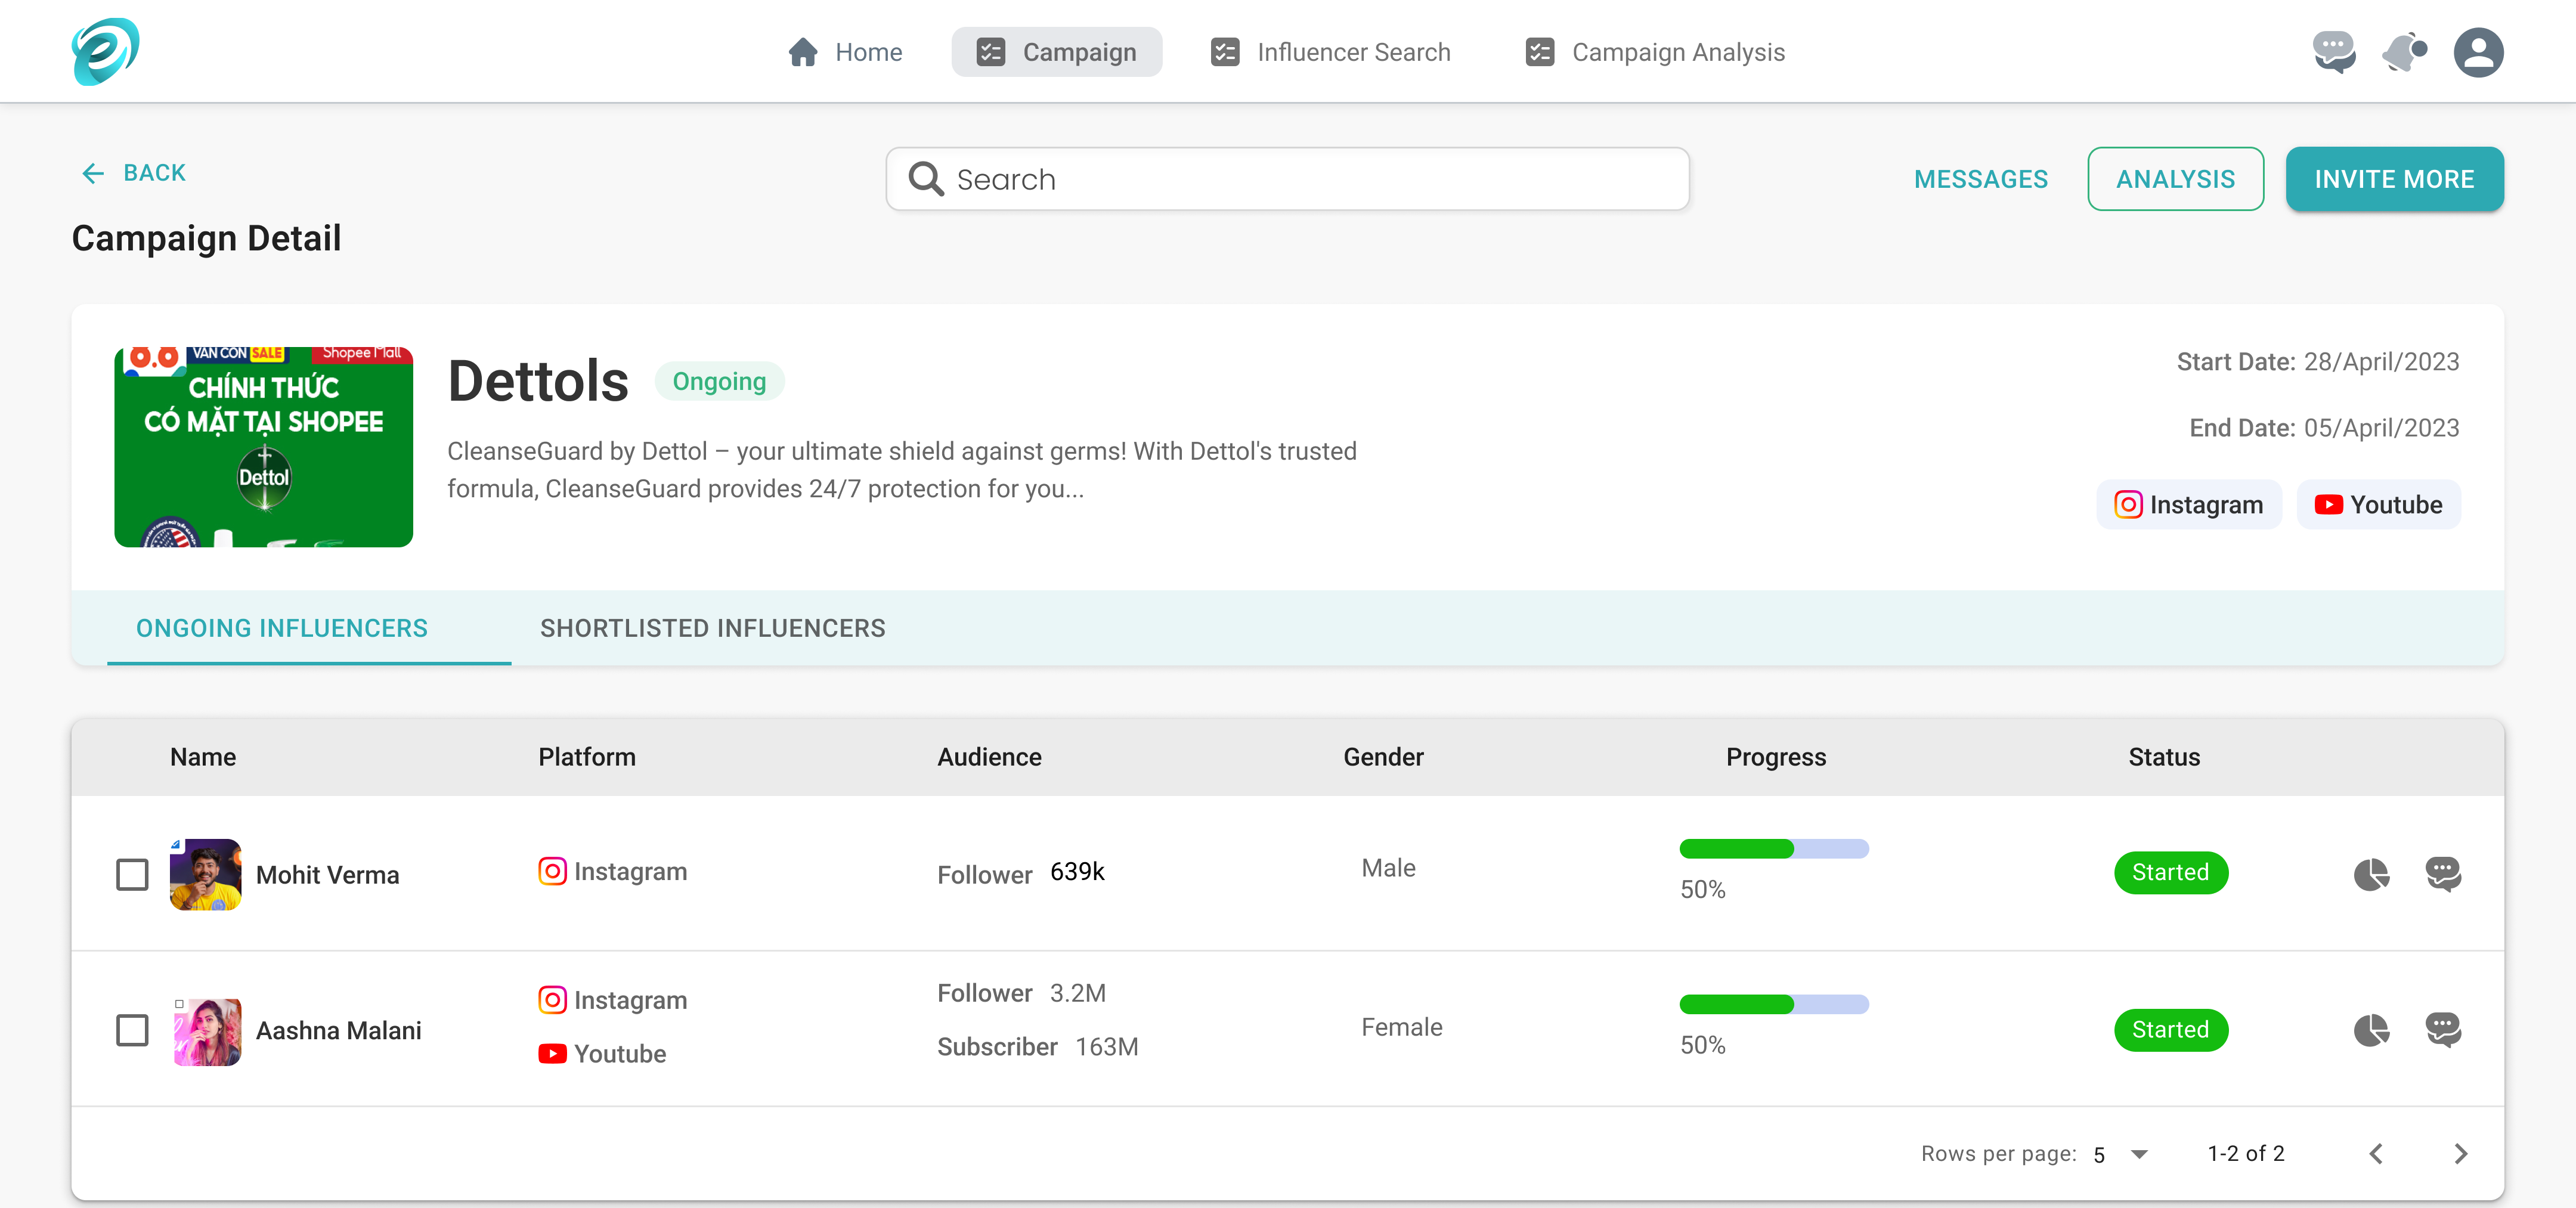 Home
Campaign
Influencer Search
Campaign Analysis
BACK
Search
MESSAGES
ANALYSIS
INVITE MORE
Campaign Detail
VẪN CÒN SALE
Shopee Mall
CHÍNH THỨC
CÓ MẶT TẠI SHOPEE
Dettol
Dettols
Ongoing
CleanseGuard by Dettol – your ultimate shield against germs! With Dettol's trusted
formula, CleanseGuard provides 24/7 protection for you...
Start Date: 28/April/2023
End Date: 05/April/2023
Instagram
Youtube
ONGOING INFLUENCERS
SHORTLISTED INFLUENCERS
Name Platform Audience Gender Progress Status
Mohit Verma
Instagram
Follower 639k
Male
50%
Started
Aashna Malani
Instagram
Youtube
Follower 3.2M
Subscriber 163M
Female
50%
Started
Rows per page: 5
1-2 of 2